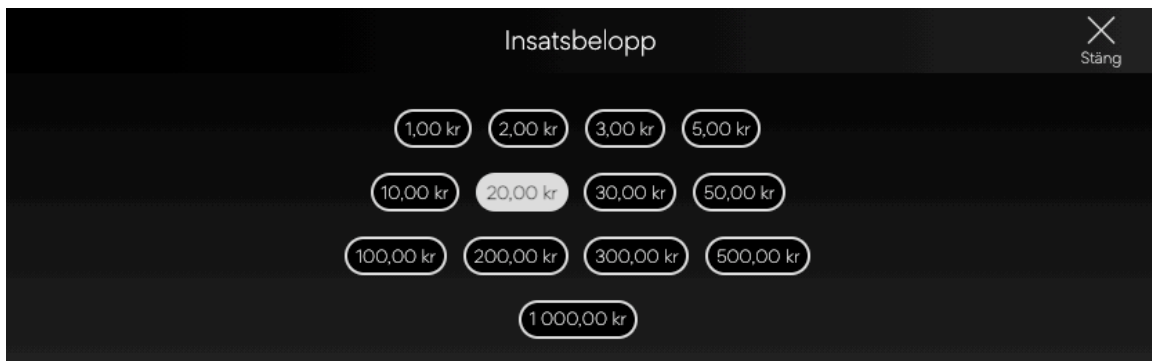 Insatsbelopp
Stäng
1,00 kr 2,00 kr 3,00 kr 5,00 kr
10,00 kr 20,00 kr 30,00 kr 50,00 kr
100,00 kr 200,00 kr 300,00 kr 500,00 kr
1 000,00 kr